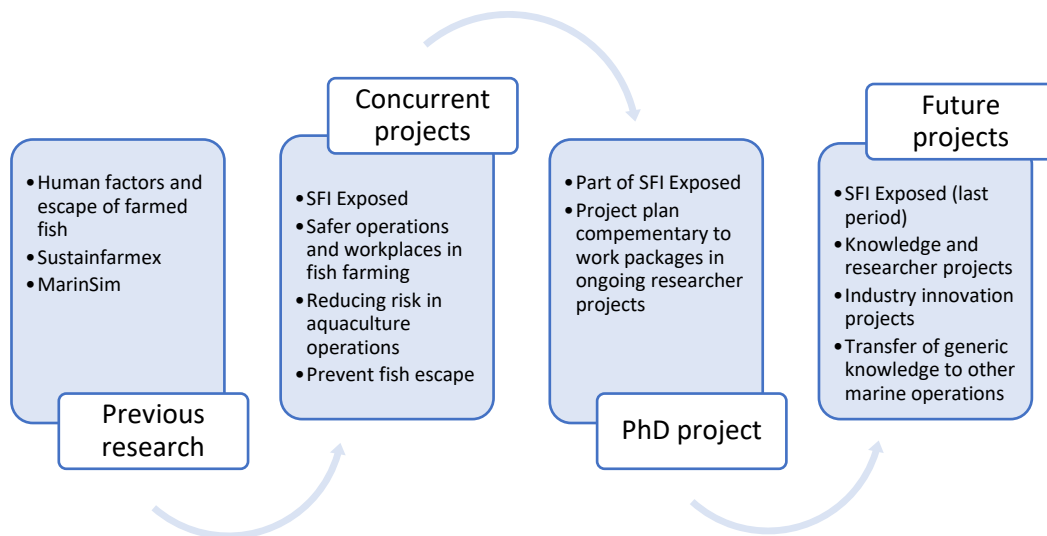 •Human factors and
escape of farmed
fish
•Sustainfarmex
•MarinSim
Previous
research
Concurrent
projects
•SFI Exposed
•Safer operations
and workplaces in
fish farming
•Reducing risk in
aquaculture
operations
•Prevent fish escape
•Part of SFI Exposed
•Project plan
compementary to
work packages in
ongoing researcher
projects
PhD project
Future
projects
•SFI Exposed (last
period)
•Knowledge and
researcher projects
•Industry innovation
projects
•Transfer of generic
knowledge to other
marine operations